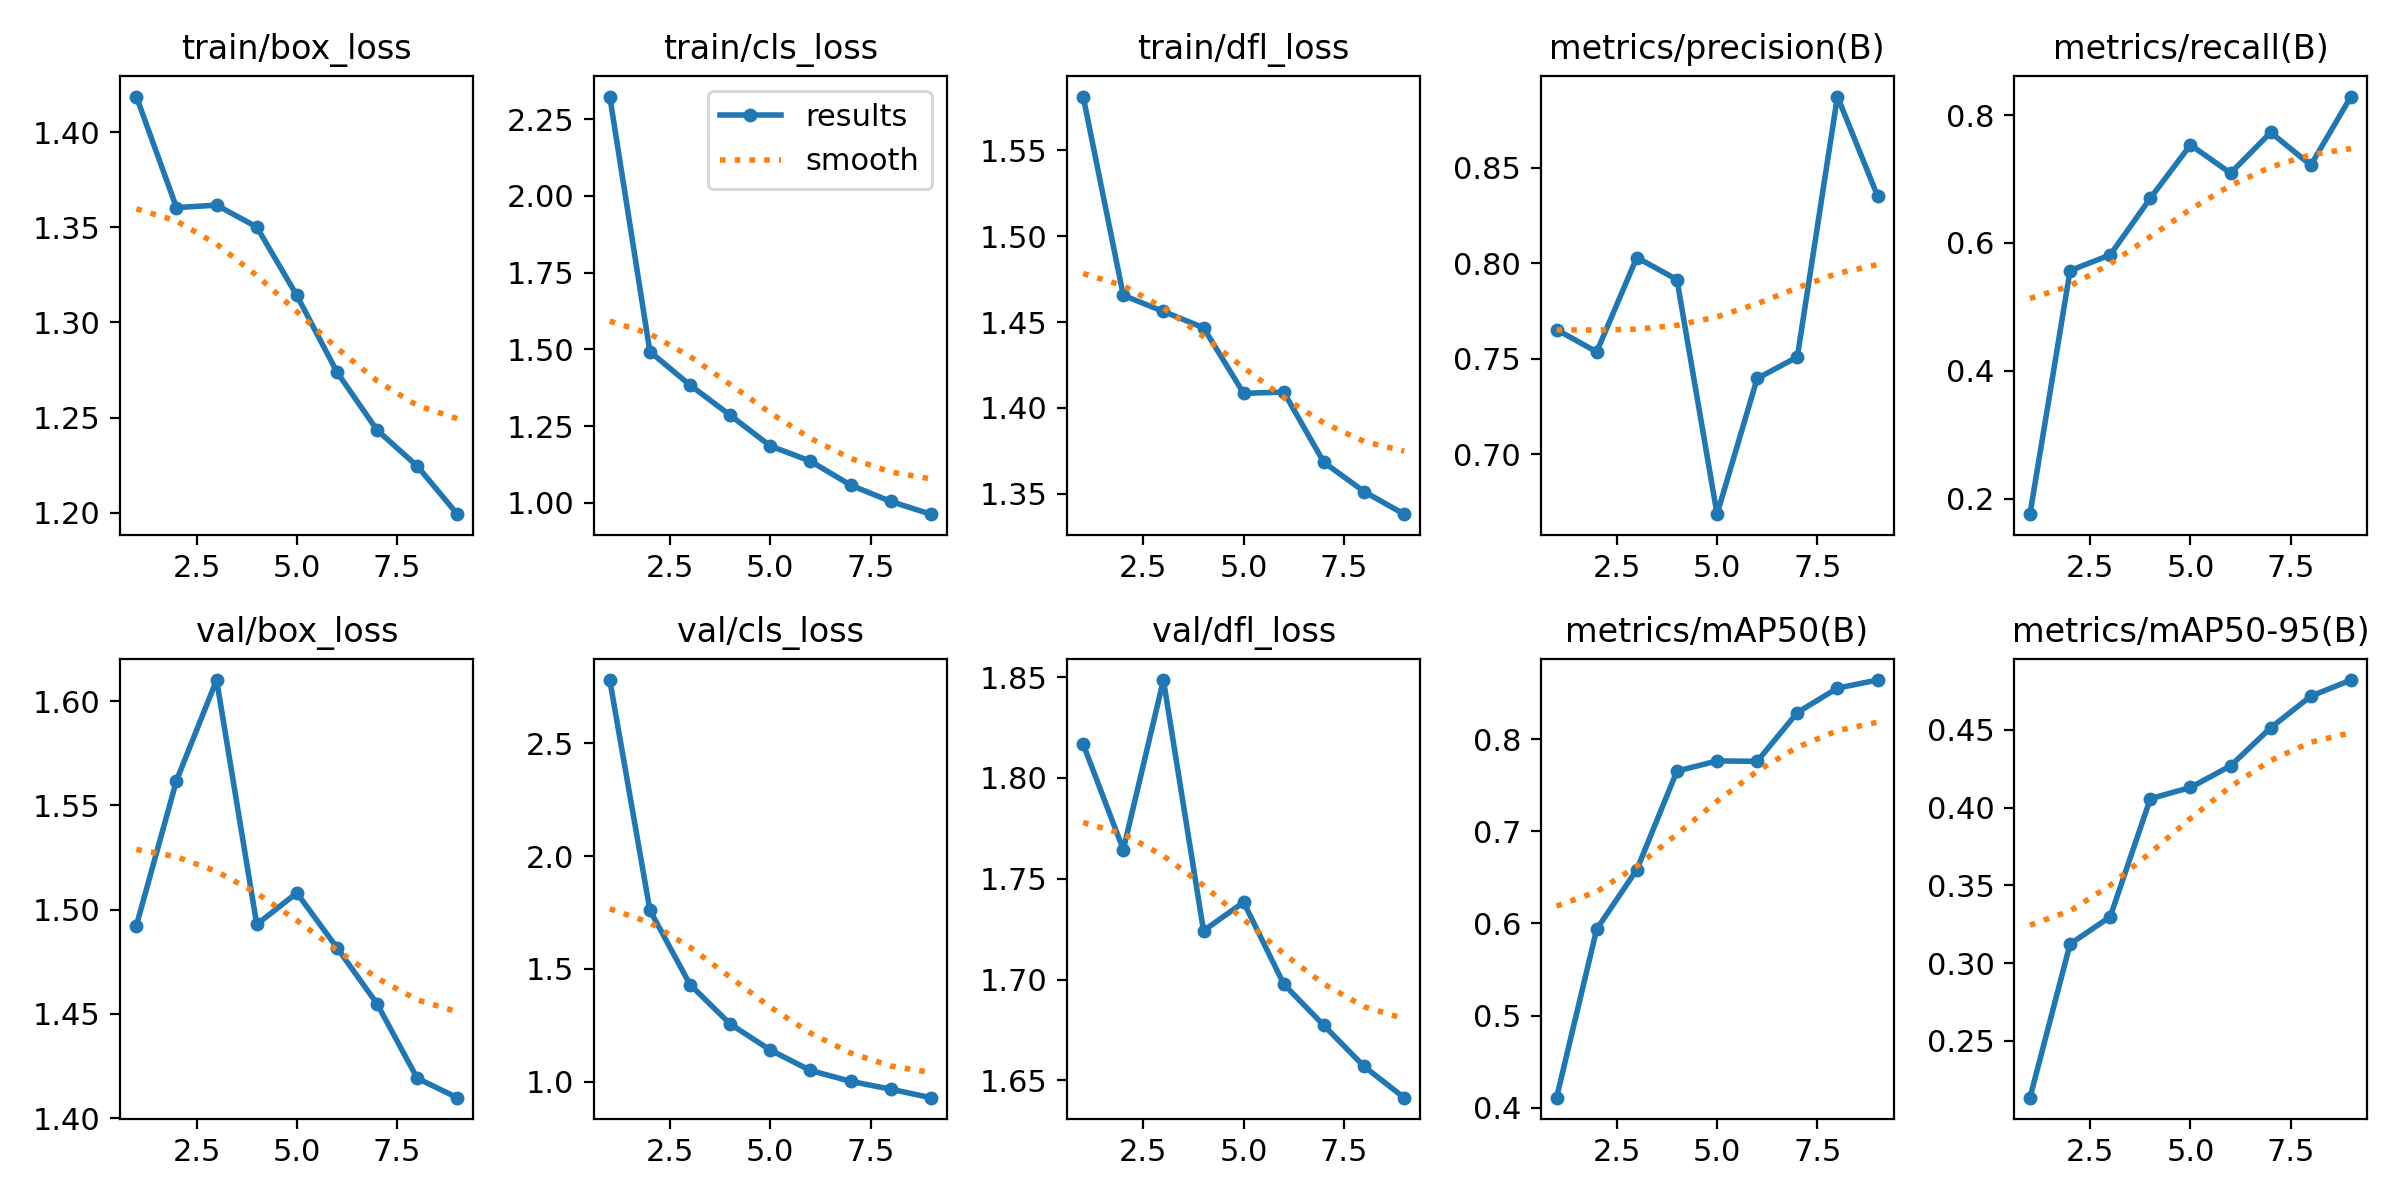 train/box_loss
1.40
1.35
1.30
1.25
1.20
2.5 5.0 7.5
train/cls_loss
results
smooth
2.25
2.00
1.75
1.50
1.25
1.00
2.5 5.0 7.5
train/dfl_loss
1.55
1.50
1.45
1.40
1.35
2.5 5.0 7.5
metrics/precision(B)
0.85
0.80
0.75
0.70
2.5 5.0 7.5
metrics/recall(B)
0.8
0.6
0.4
0.2
2.5 5.0 7.5
val/box_loss
1.60
1.55
1.50
1.45
1.40
2.5 5.0 7.5
val/cls_loss
2.5
2.0
1.5
1.0
2.5 5.0 7.5
val/dfl_loss
1.85
1.80
1.75
1.70
1.65
2.5 5.0 7.5
metrics/mAP50(B)
0.8
0.7
0.6
0.5
0.4
2.5 5.0 7.5
metrics/mAP50-95(B)
0.45
0.40
0.35
0.30
0.25
2.5 5.0 7.5